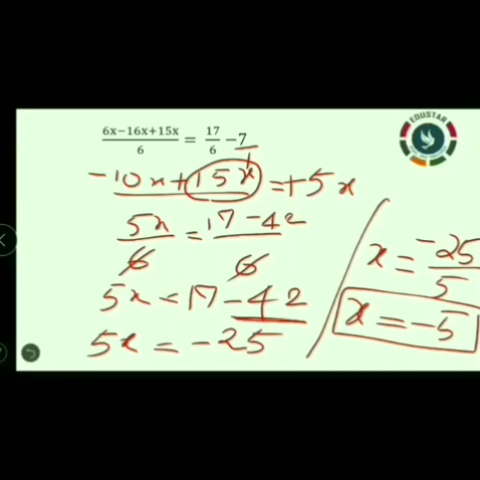 6x−16x+15x/6 = 17/6 −7/1
−10x+15x=+5x
5x/6 = 17−42/6
5x=17−42
5x=−25
x=−25/5
x=−5
EDUSTAR